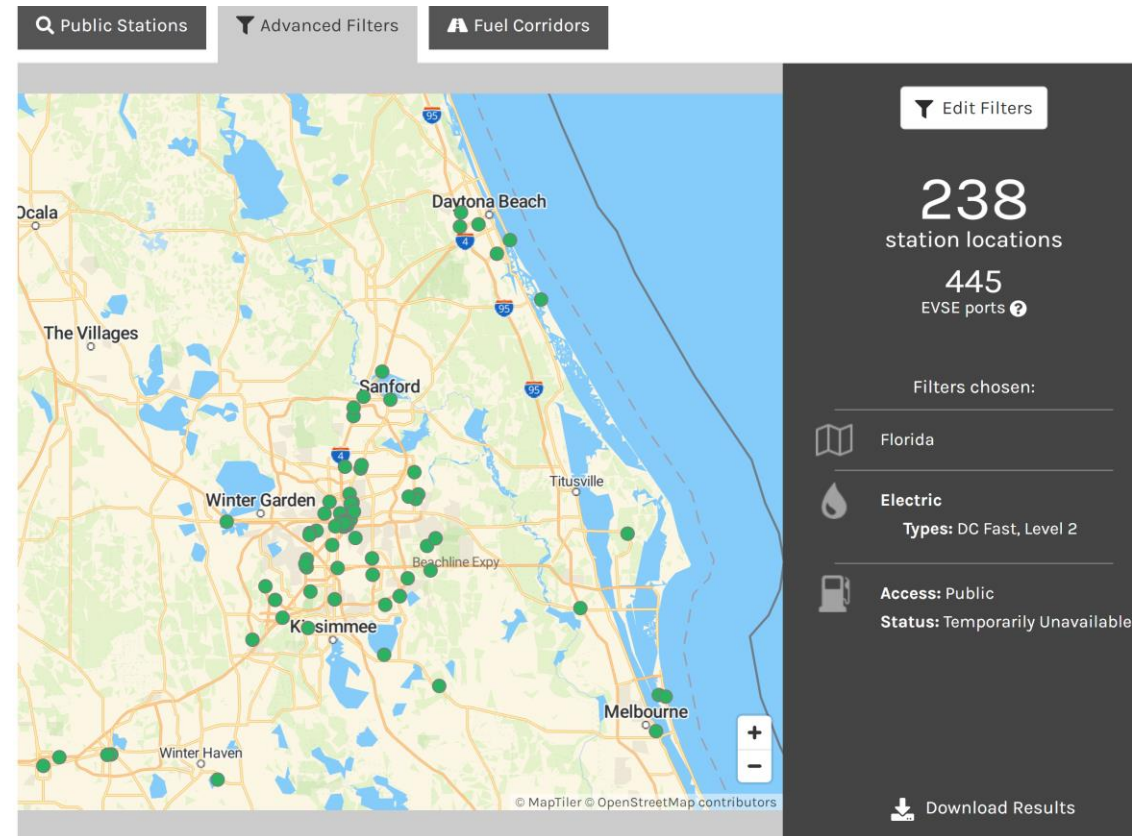 Public Stations
Advanced Filters
Fuel Corridors
95
Daytona Beach
Ocala
4
95
The Villages
Sanford
95
4
Titusville
Winter Garden
Beachline Expy
Kissimmee
Melbourne
Winter Haven
+
−
© MapTiler © OpenStreetMap contributors
Edit Filters
238
station locations
445
EVSE ports ?
Filters chosen:
Florida
Electric
Types: DC Fast, Level 2
Access: Public
Status: Temporarily Unavailable
Download Results